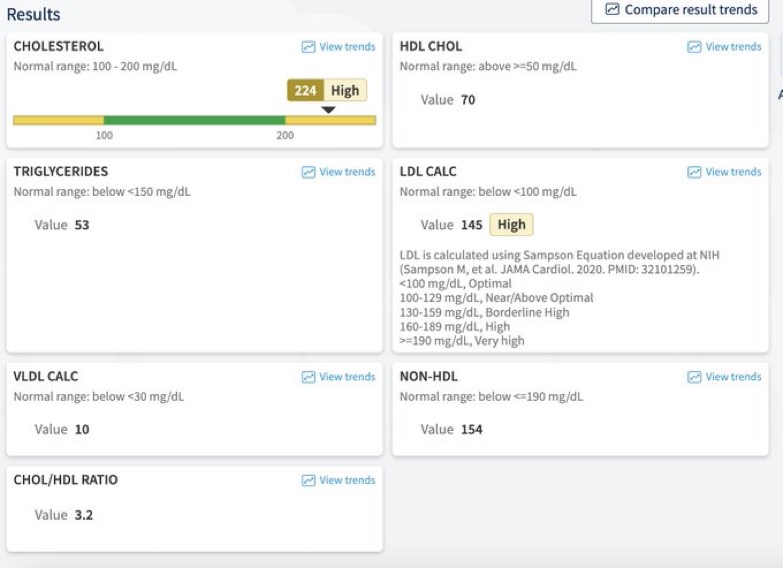 Results
Compare result trends
CHOLESTEROL
View trends
Normal range: 100 - 200 mg/dL
224 High
100 200
HDL CHOL
View trends
Normal range: above >=50 mg/dL
Value 70
TRIGLYCERIDES
View trends
Normal range: below <150 mg/dL
Value 53
LDL CALC
View trends
Normal range: below <100 mg/dL
Value 145 High
LDL is calculated using Sampson Equation developed at NIH
(Sampson M, et al. JAMA Cardiol. 2020. PMID: 32101259).
<100 mg/dL, Optimal
100-129 mg/dL, Near/Above Optimal
130-159 mg/dL, Borderline High
160-189 mg/dL, High
>=190 mg/dL, Very high
VLDL CALC
View trends
Normal range: below <30 mg/dL
Value 10
NON-HDL
View trends
Normal range: below <=190 mg/dL
Value 154
CHOL/HDL RATIO
View trends
Value 3.2